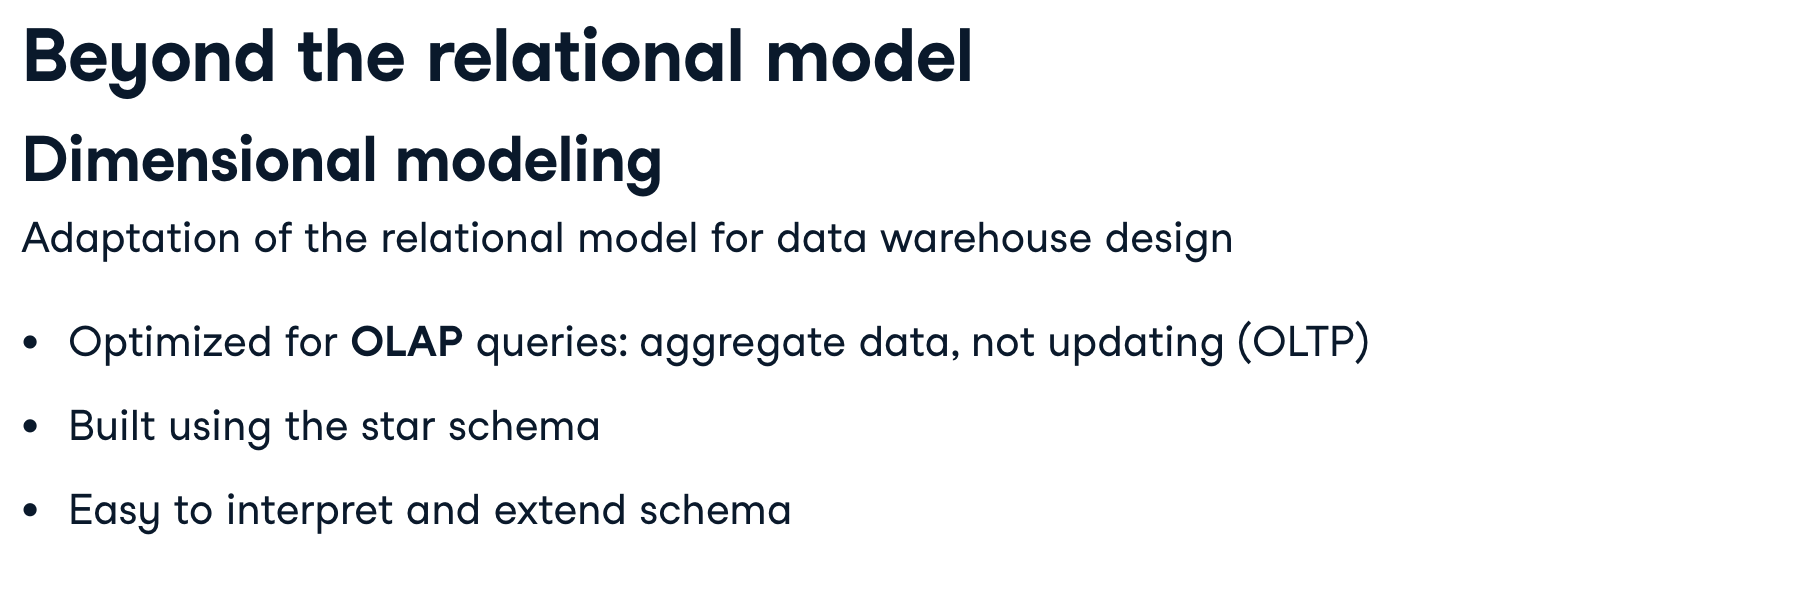 Beyond the relational model
Dimensional modeling
Adaptation of the relational model for data warehouse design
• Optimized for OLAP queries: aggregate data, not updating (OLTP)
• Built using the star schema
• Easy to interpret and extend schema